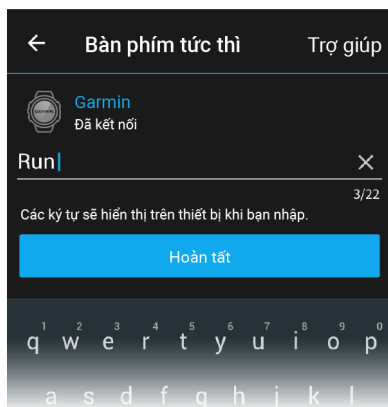 ← Bàn phím tức thì Trợ giúp
GARMIN
Garmin
Đã kết nối
Run
3/22
Các ký tự sẽ hiển thị trên thiết bị khi bạn nhập.
Hoàn tất
1 2 3 4 5 6 7 8 9 0
q w e r t y u i o p
a s d f g h j k l